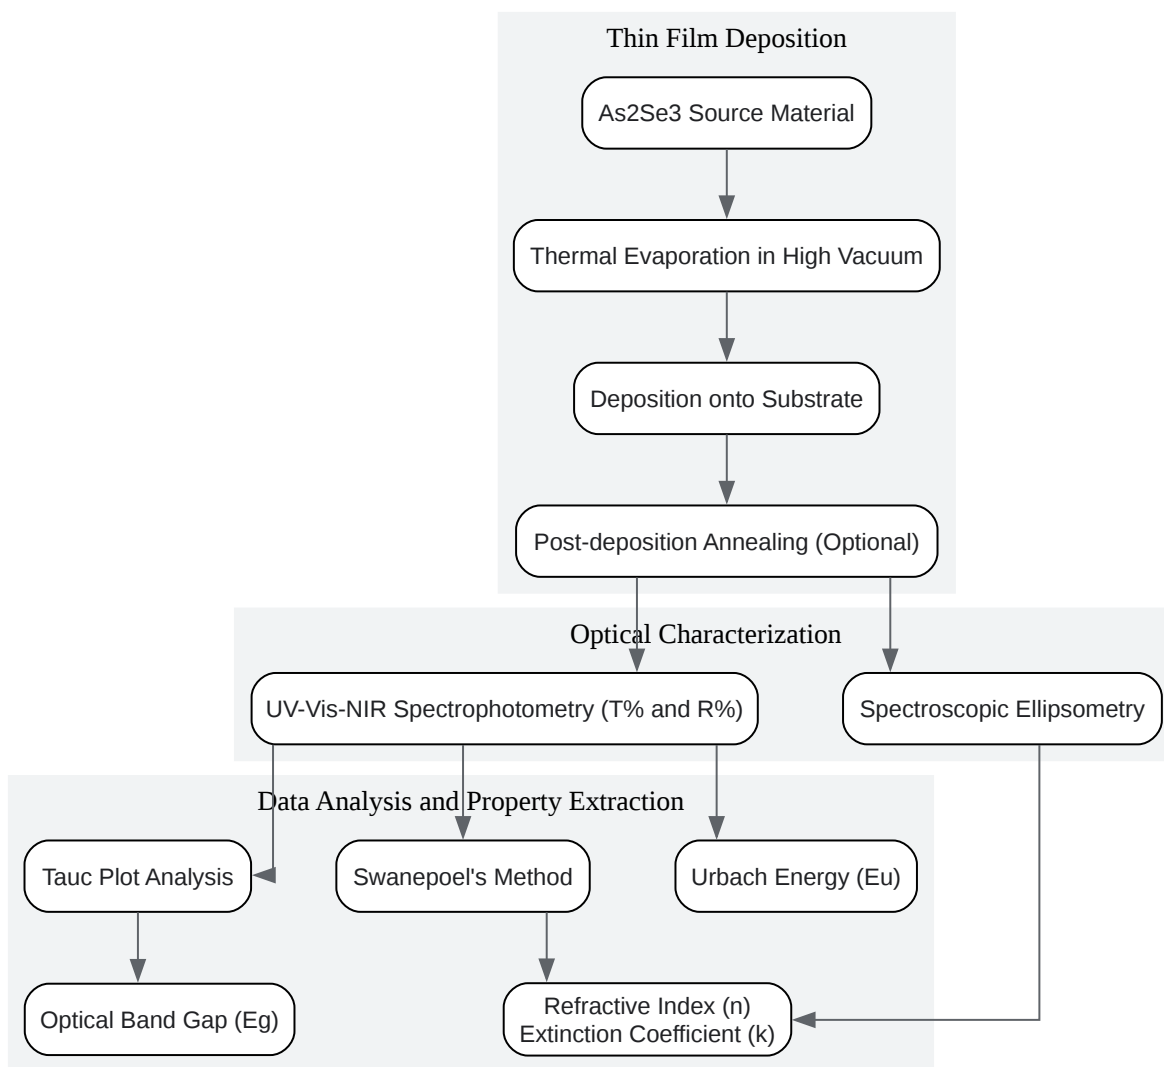 Thin Film Deposition
As2Se3 Source Material
Thermal Evaporation in High Vacuum
Deposition onto Substrate
Post-deposition Annealing (Optional)
Optical Characterization
UV-Vis-NIR Spectrophotometry (T% and R%)
Spectroscopic Ellipsometry
Data Analysis and Property Extraction
Tauc Plot Analysis
Swanepoel's Method
Urbach Energy (Eu)
Optical Band Gap (Eg)
Refractive Index (n)
Extinction Coefficient (k)